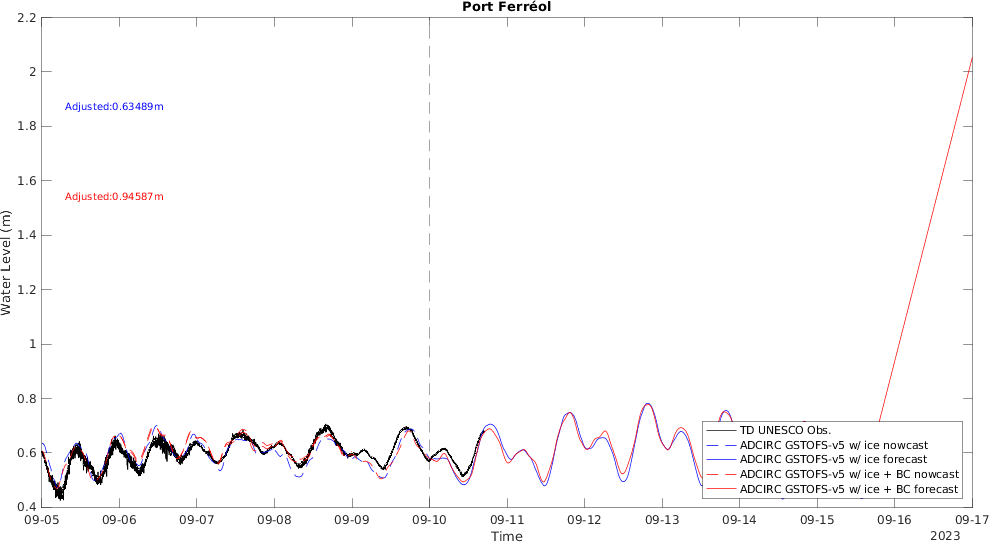 Port Ferréol
2.2
2
1.8
1.6
1.4
1.2
1
0.8
0.6
0.4
Water Level (m)
Adjusted:0.63489m
Adjusted:0.94587m
TD UNESCO Obs.
ADCIRC GSTOFS-v5 w/ ice nowcast
ADCIRC GSTOFS-v5 w/ ice forecast
ADCIRC GSTOFS-v5 w/ ice + BC nowcast
ADCIRC GSTOFS-v5 w/ ice + BC forecast
09-05 09-06 09-07 09-08 09-09 09-10 09-11 09-12 09-13 09-14 09-15 09-16 09-17
Time
2023